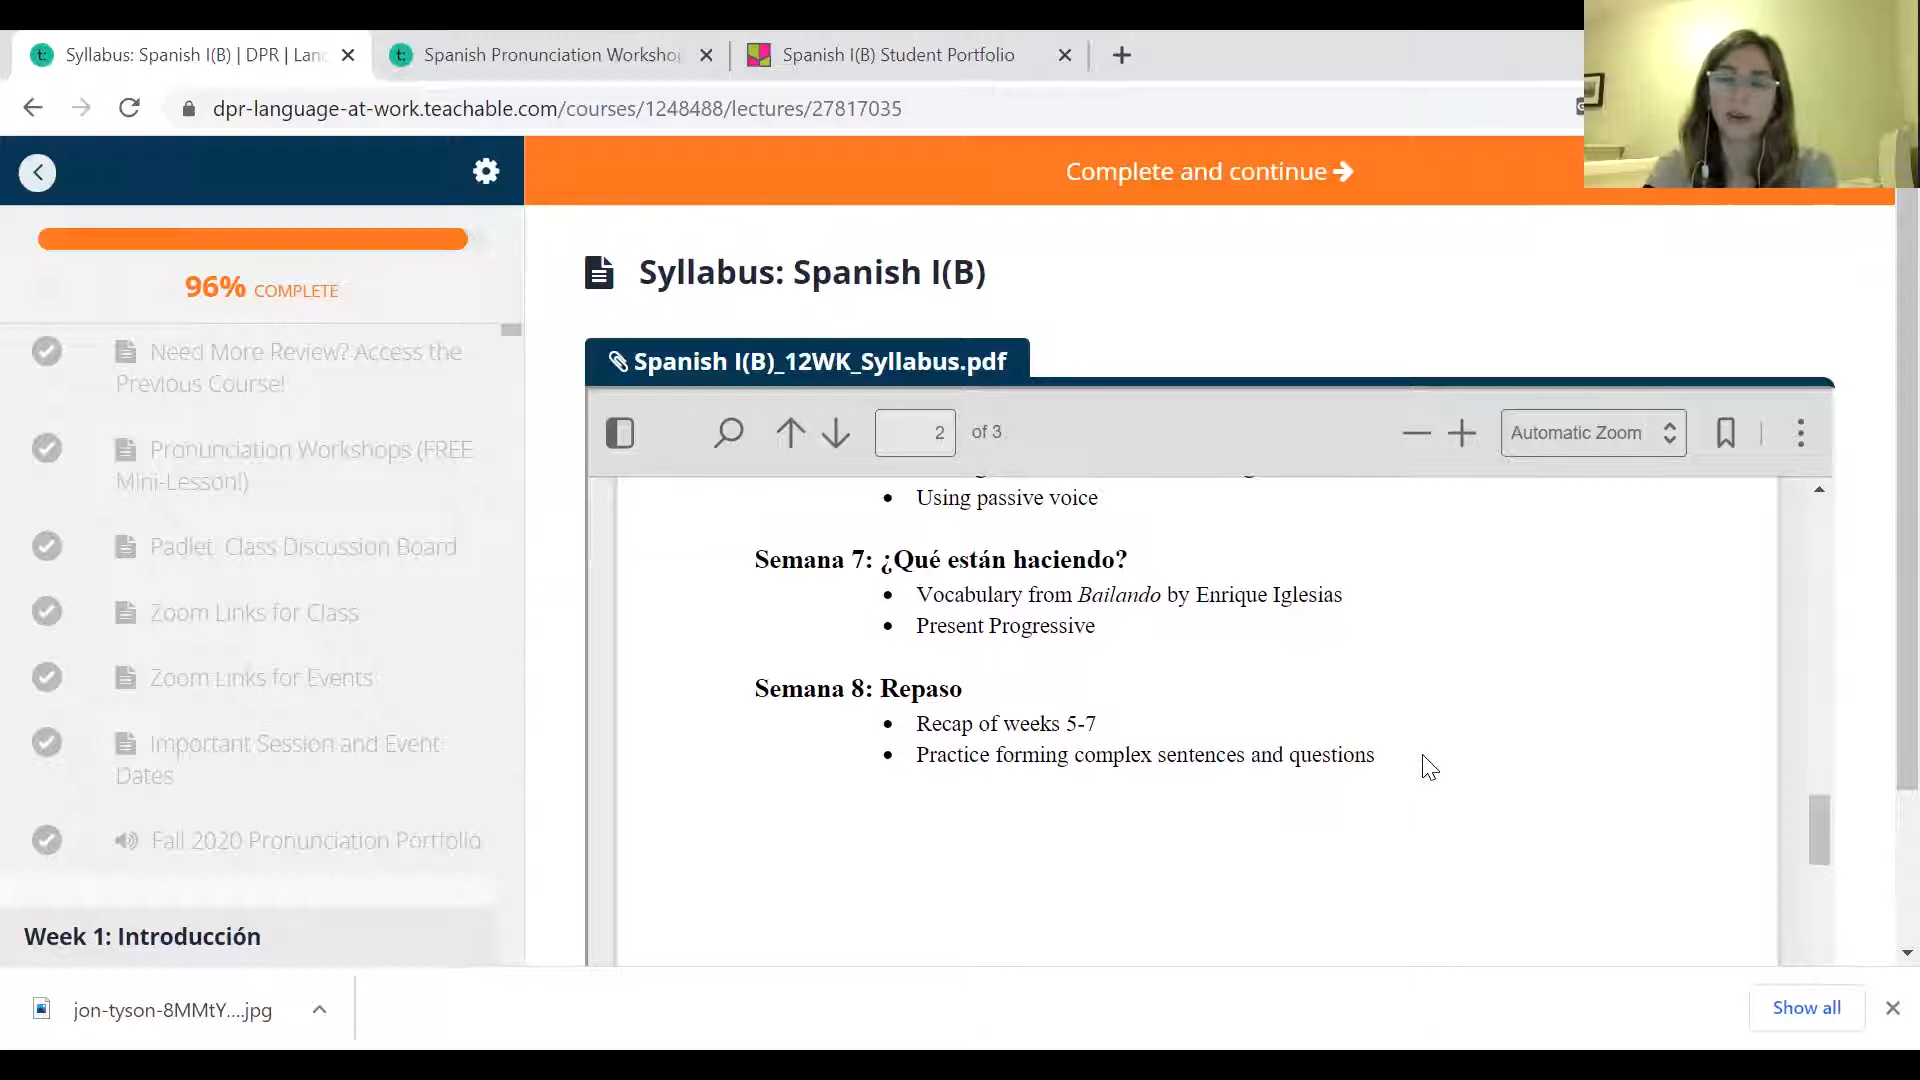 Syllabus: Spanish I(B) | DPR | Lang
Spanish Pronunciation Workshop
Spanish I(B) Student Portfolio
dpr-language-at-work.teachable.com/courses/1248488/lectures/27817035
Complete and continue
96% COMPLETE
Need More Review? Access the
Previous Course!
Pronunciation Workshops (FREE
Mini-Lesson!)
Padlet: Class Discussion Board
Zoom Links for Class
Zoom Links for Events
Important Session and Event
Dates
Fall 2020 Pronunciation Portfolio
Week 1: Introducción
Syllabus: Spanish I(B)
Spanish I(B)_12WK_Syllabus.pdf
2 of 3
Automatic Zoom
• Using passive voice
Semana 7: ¿Qué están haciendo?
• Vocabulary from Bailando by Enrique Iglesias
• Present Progressive
Semana 8: Repaso
• Recap of weeks 5-7
• Practice forming complex sentences and questions
jon-tyson-8MMtY....jpg
Show all